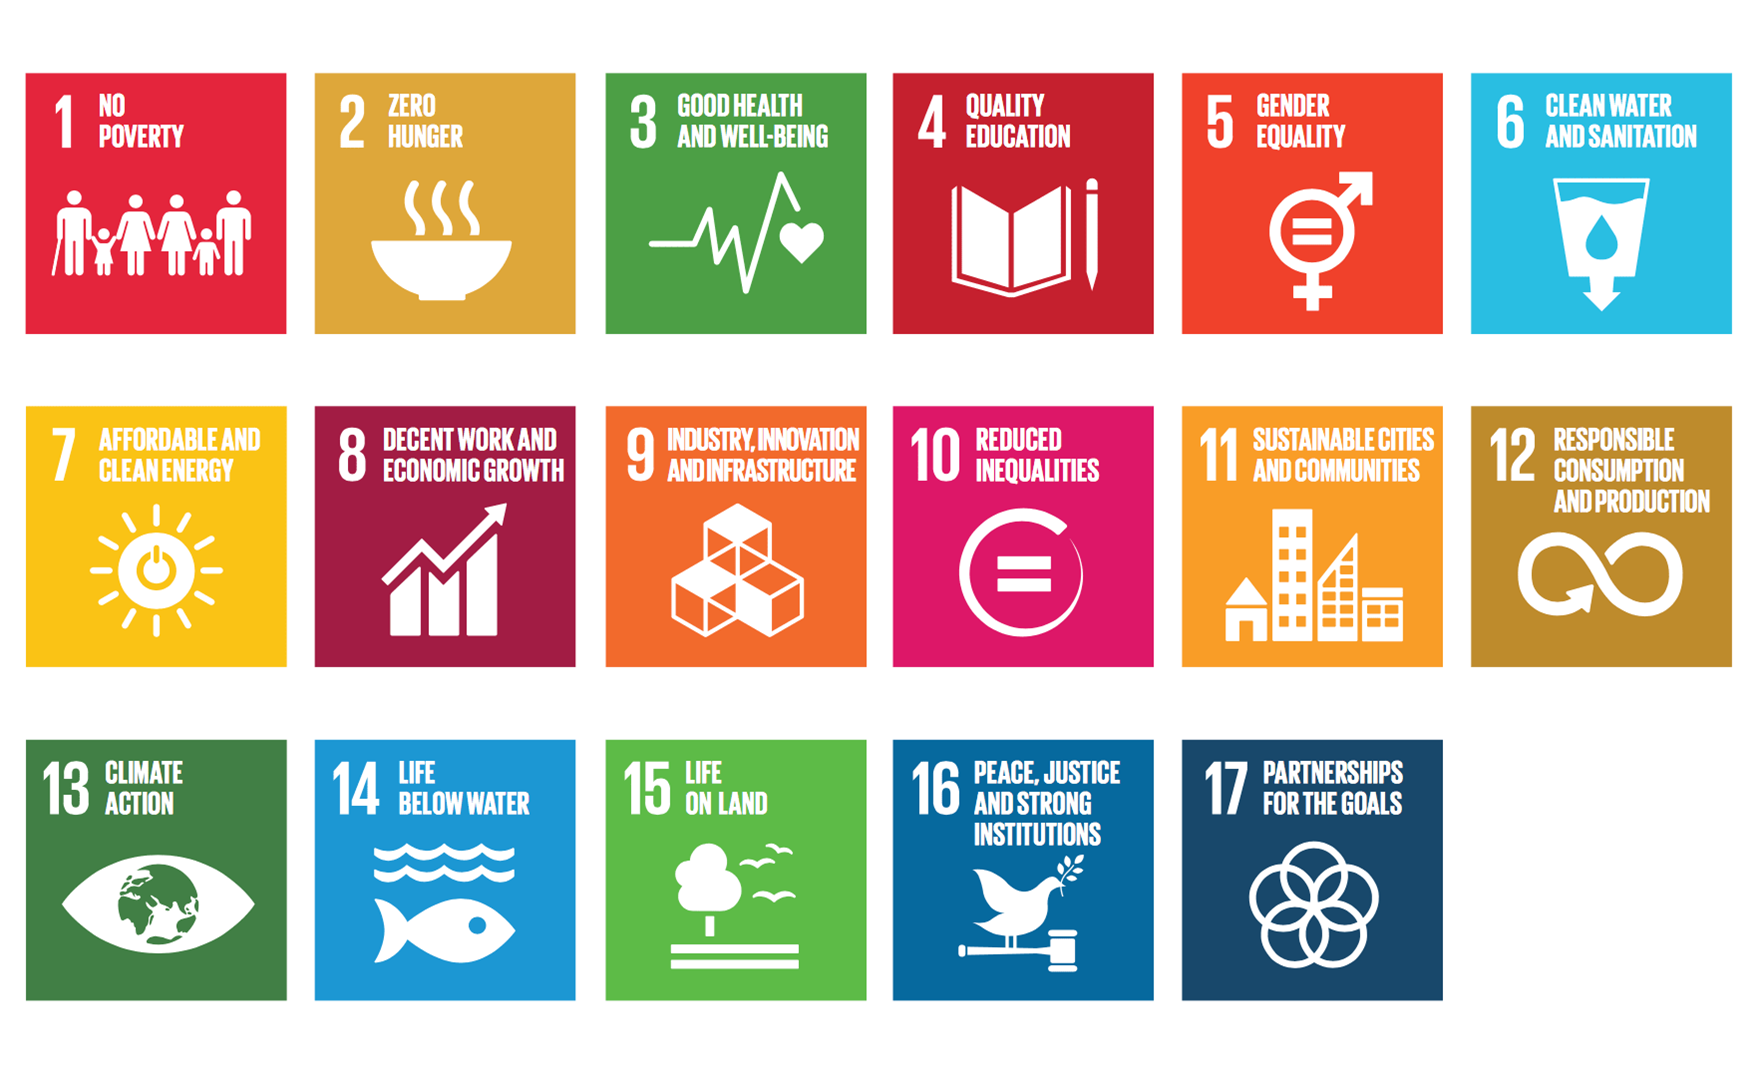 1 NO
POVERTY
2 ZERO
HUNGER
3 GOOD HEALTH
AND WELL-BEING
4 QUALITY
EDUCATION
5 GENDER
EQUALITY
6 CLEAN WATER
AND SANITATION
7 AFFORDABLE AND
CLEAN ENERGY
8 DECENT WORK AND
ECONOMIC GROWTH
9 INDUSTRY, INNOVATION
AND INFRASTRUCTURE
10 REDUCED
INEQUALITIES
11 SUSTAINABLE CITIES
AND COMMUNITIES
12 RESPONSIBLE
CONSUMPTION
AND PRODUCTION
13 CLIMATE
ACTION
14 LIFE
BELOW WATER
15 LIFE
ON LAND
16 PEACE, JUSTICE
AND STRONG
INSTITUTIONS
17 PARTNERSHIPS
FOR THE GOALS